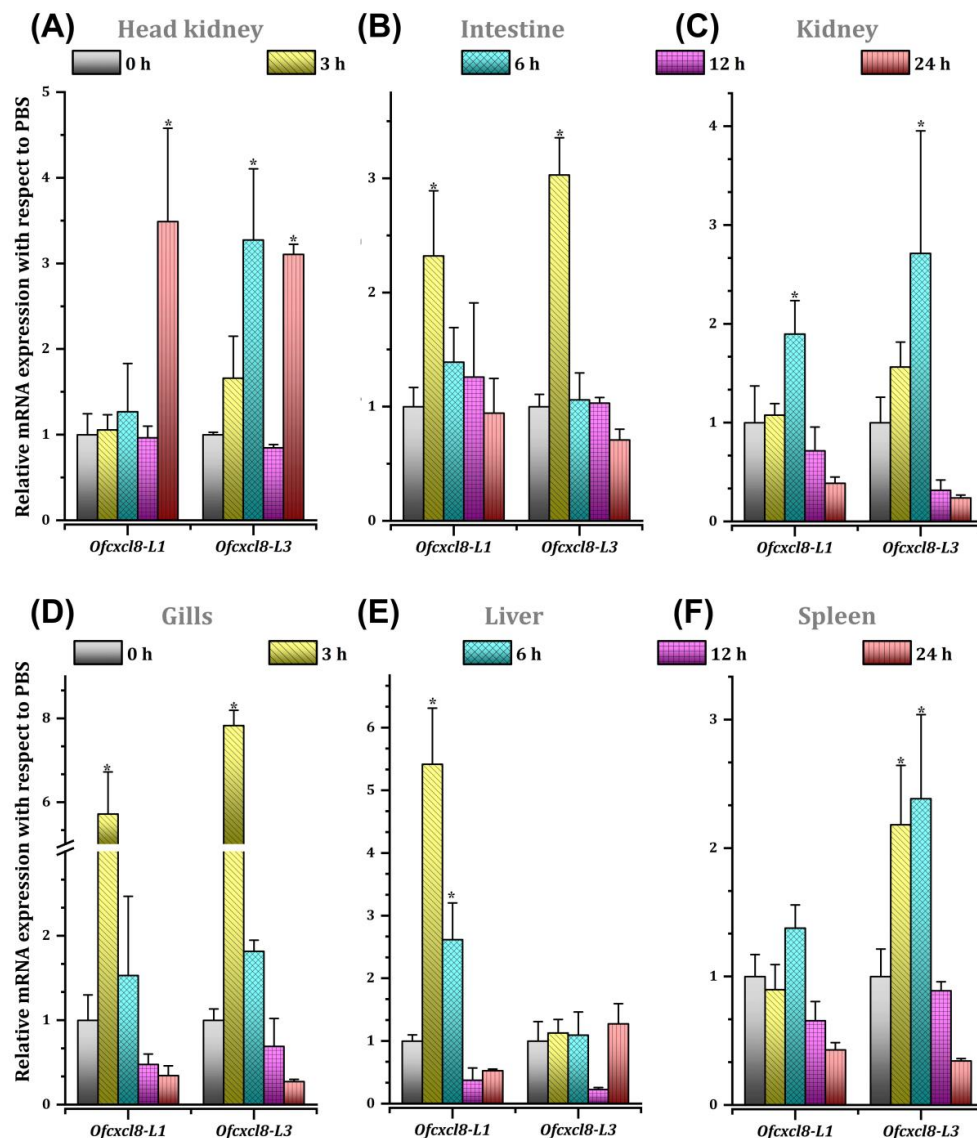 (A) Head kidney
(B) Intestine
(C) Kidney
0 h 3 h 6 h 12 h 24 h
Relative mRNA expression with respect to PBS
5
4
3
2
1
0
* * *
Ofcxcl8-L1 Ofcxcl8-L3
3
2
1
0
* *
Ofcxcl8-L1 Ofcxcl8-L3
4
3
2
1
0
* *
Ofcxcl8-L1 Ofcxcl8-L3
(D) Gills
(E) Liver
(F) Spleen
0 h 3 h 6 h 12 h 24 h
Relative mRNA expression with respect to PBS
8
6
2
1
0
* *
Ofcxcl8-L1 Ofcxcl8-L3
6
5
4
3
2
1
0
* *
Ofcxcl8-L1 Ofcxcl8-L3
3
2
1
0
* *
Ofcxcl8-L1 Ofcxcl8-L3